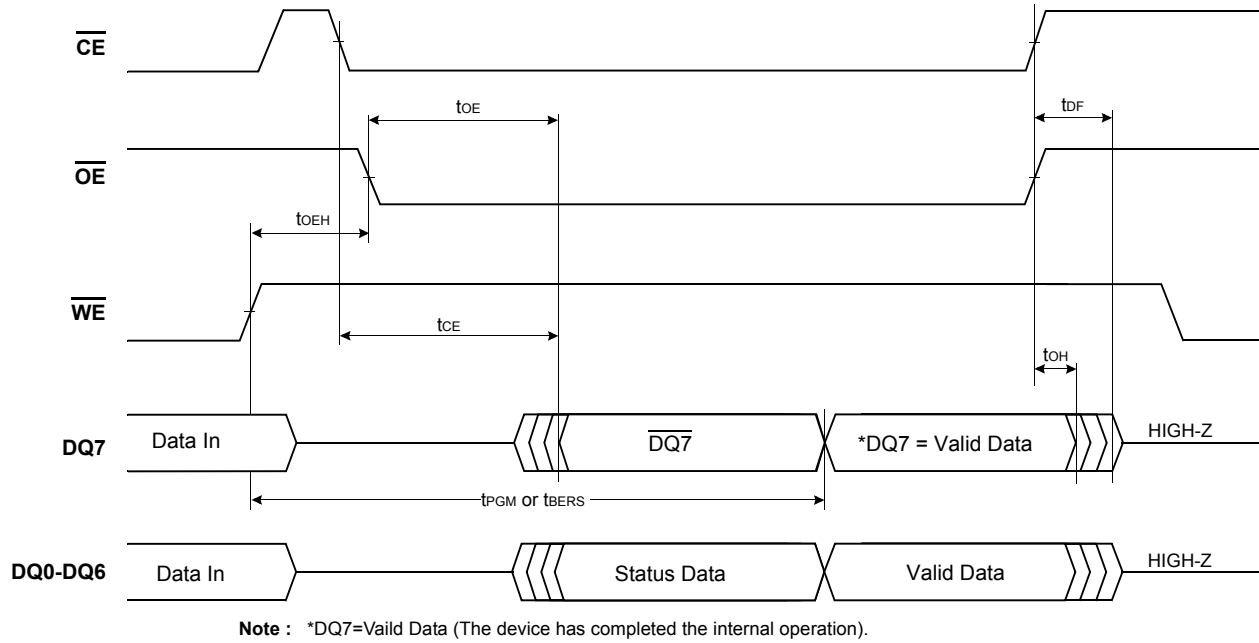 CE
tOE
tDF
OE
tOEH
WE
tCE
tOH
DQ7
Data In
DQ7
*DQ7 = Valid Data
HIGH-Z
tPGM or tBERS
DQ0-DQ6
Data In
Status Data
Valid Data
HIGH-Z
Note : *DQ7=Vaild Data (The device has completed the internal operation).